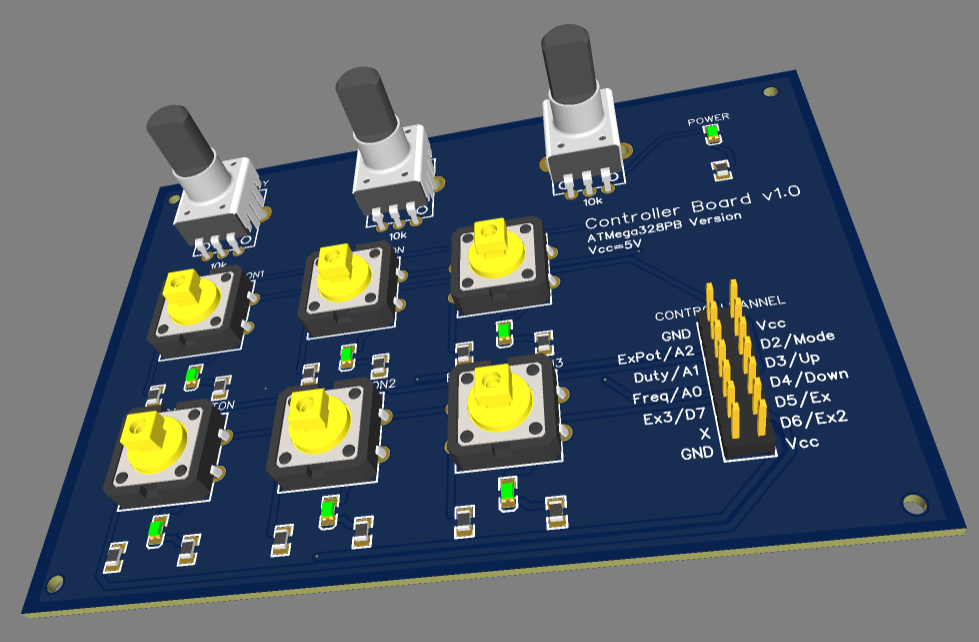 POWER
Controller Board v1.0
ATMega328PB Version
Vcc=5V
10k
10k
10k
GND
ExPot/A2
Duty/A1
Freq/A0
Ex3/D7
X
GND
Vcc
D2/Mode
D3/Up
D4/Down
D5/Ex
D6/Ex2
Vcc